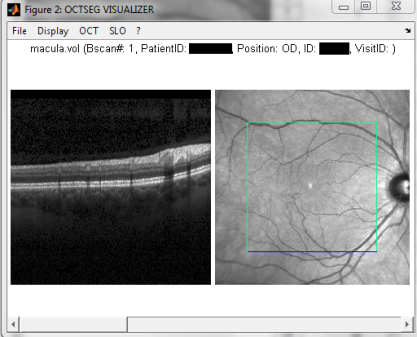 Figure 2: OCTSEG VISUALIZER
File Display OCT SLO ?
macula.vol (Bscan#: 1, PatientID: , Position: OD, ID: , VisitID: )